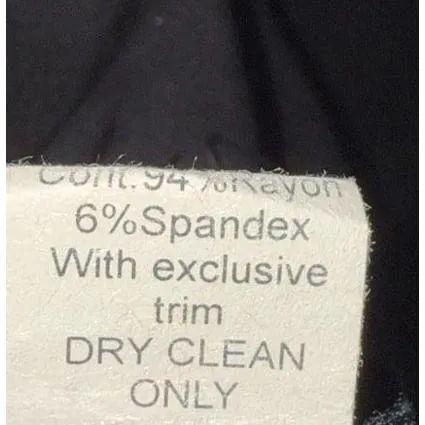 Cont.94%Rayon
6%Spandex
With exclusive
trim
DRY CLEAN
ONLY